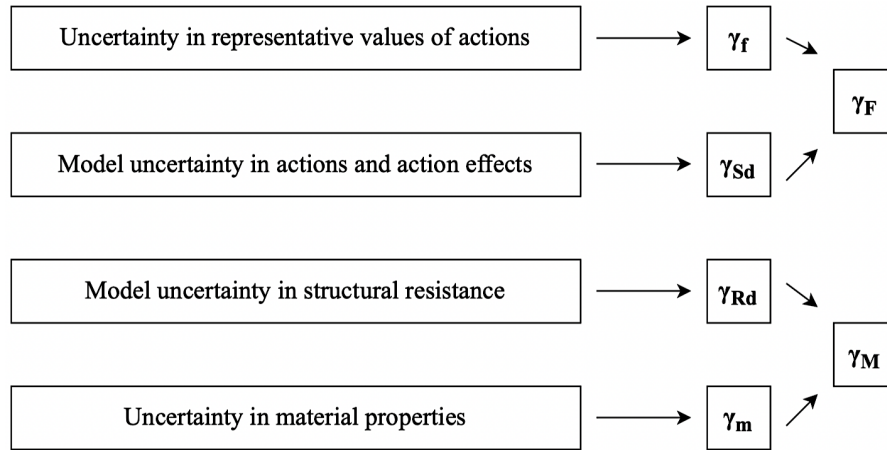 Uncertainty in representative values of actions
γf
γF
Model uncertainty in actions and action effects
γSd
Model uncertainty in structural resistance
γRd
γM
Uncertainty in material properties
γm